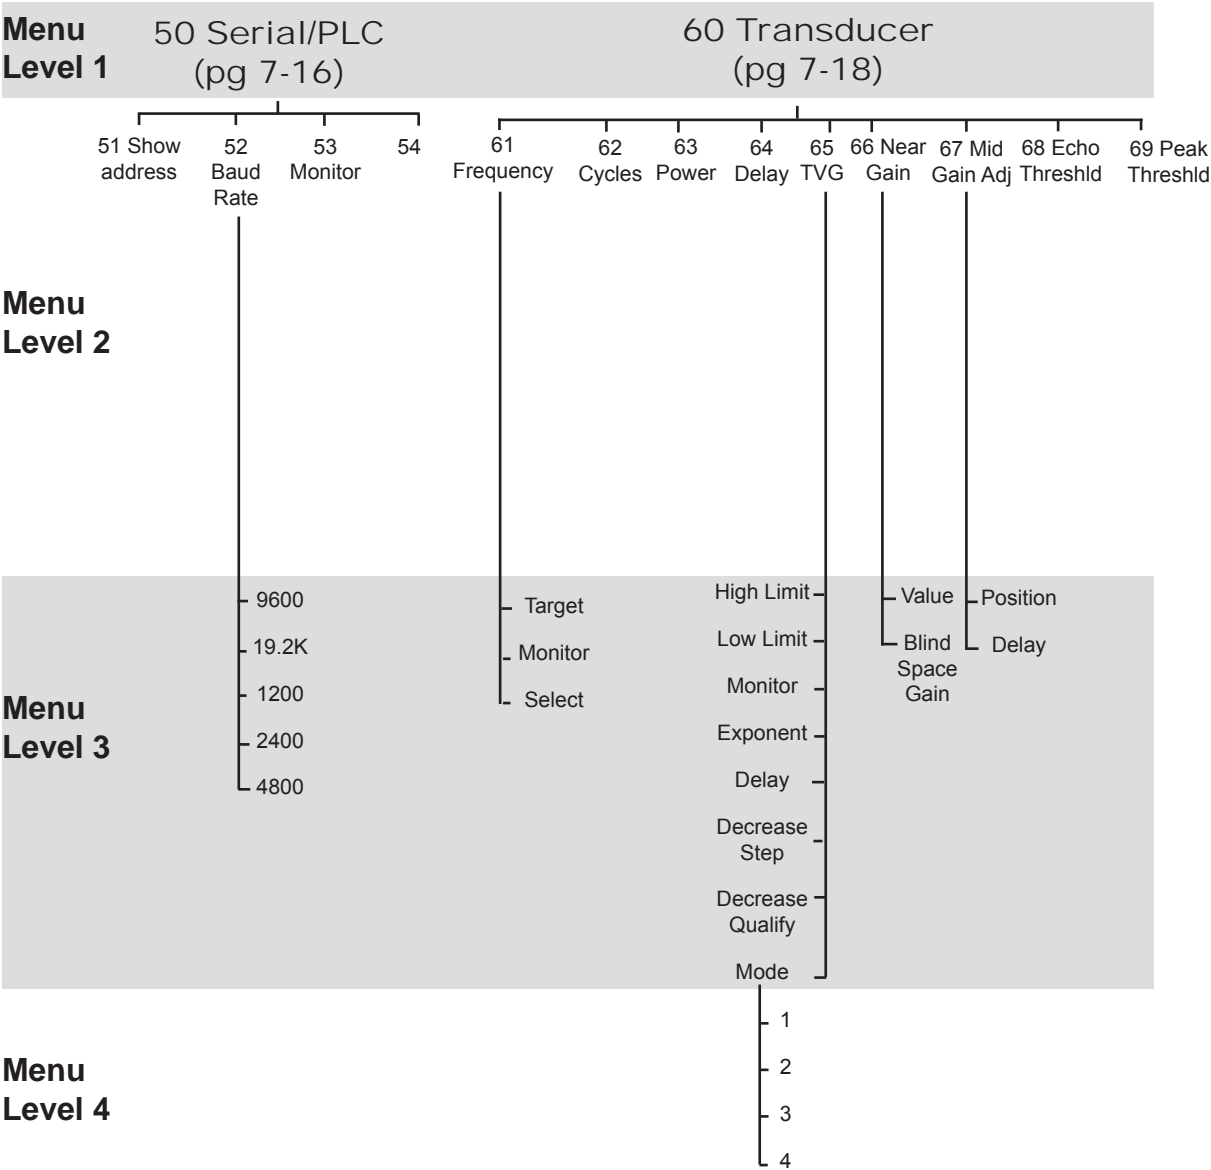 Menu
Level 1
50 Serial/PLC
(pg 7-16)
60 Transducer
(pg 7-18)
51 Show
address
52
Baud
Rate
53
Monitor
54
61
Frequency
62
Cycles
63
Power
64
Delay
65
TVG
66 Near
Gain
67 Mid
Gain Adj
68 Echo
Threshld
69 Peak
Threshld
Menu
Level 2
Menu
Level 3
9600
19.2K
1200
2400
4800
Target
Monitor
Select
High Limit
Low Limit
Monitor
Exponent
Delay
Decrease
Step
Decrease
Qualify
Mode
Value
Blind
Space
Gain
Position
Delay
Menu
Level 4
1
2
3
4